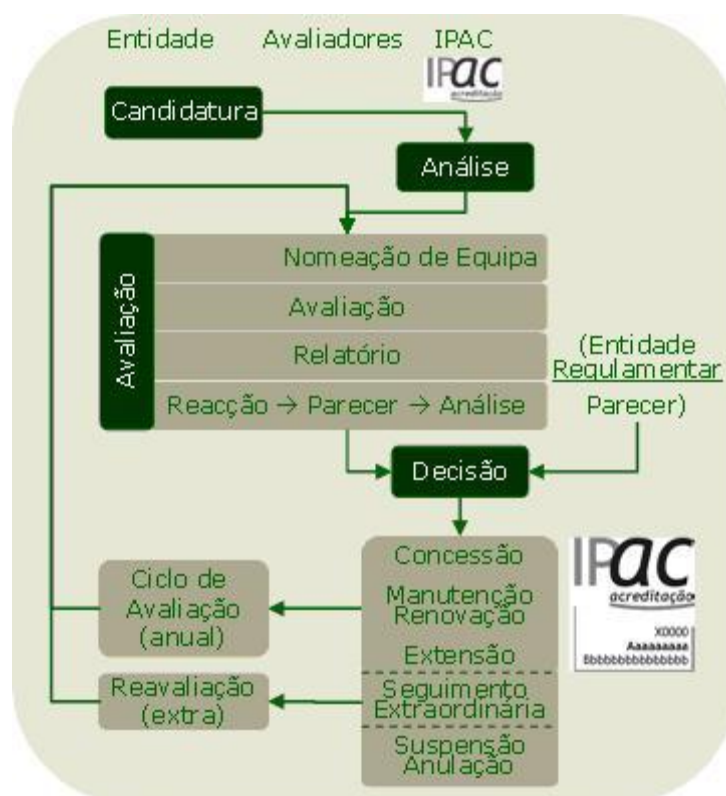 Entidade Avaliadores IPAC
IPac
acreditação
Candidatura
Análise
Avaliação
Nomeação de Equipa
Avaliação
Relatório
Reacção → Parecer → Análise
(Entidade
Regulamentar
Parecer)
Decisão
Concessão
Manutenção
Renovação
Extensão
Seguimento
Extraordinária
Suspensão
Anulação
Ciclo de
Avaliação
(anual)
Reavaliação
(extra)
IPac
acreditação
X0000
Aaaaaaaaa
Bbbbbbbbbbbbbbb